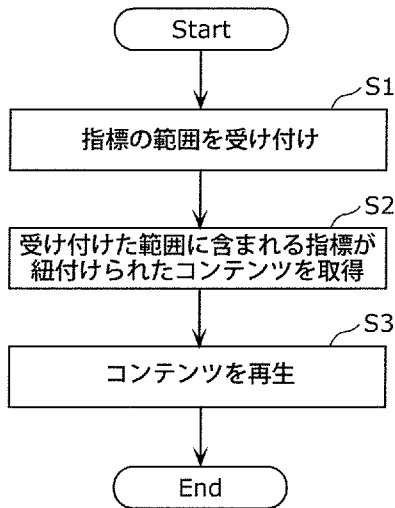 Start
S1
指標の範囲を受け付け
S2
受け付けた範囲に含まれる指標が
紐付けられたコンテンツを取得
S3
コンテンツを再生
End